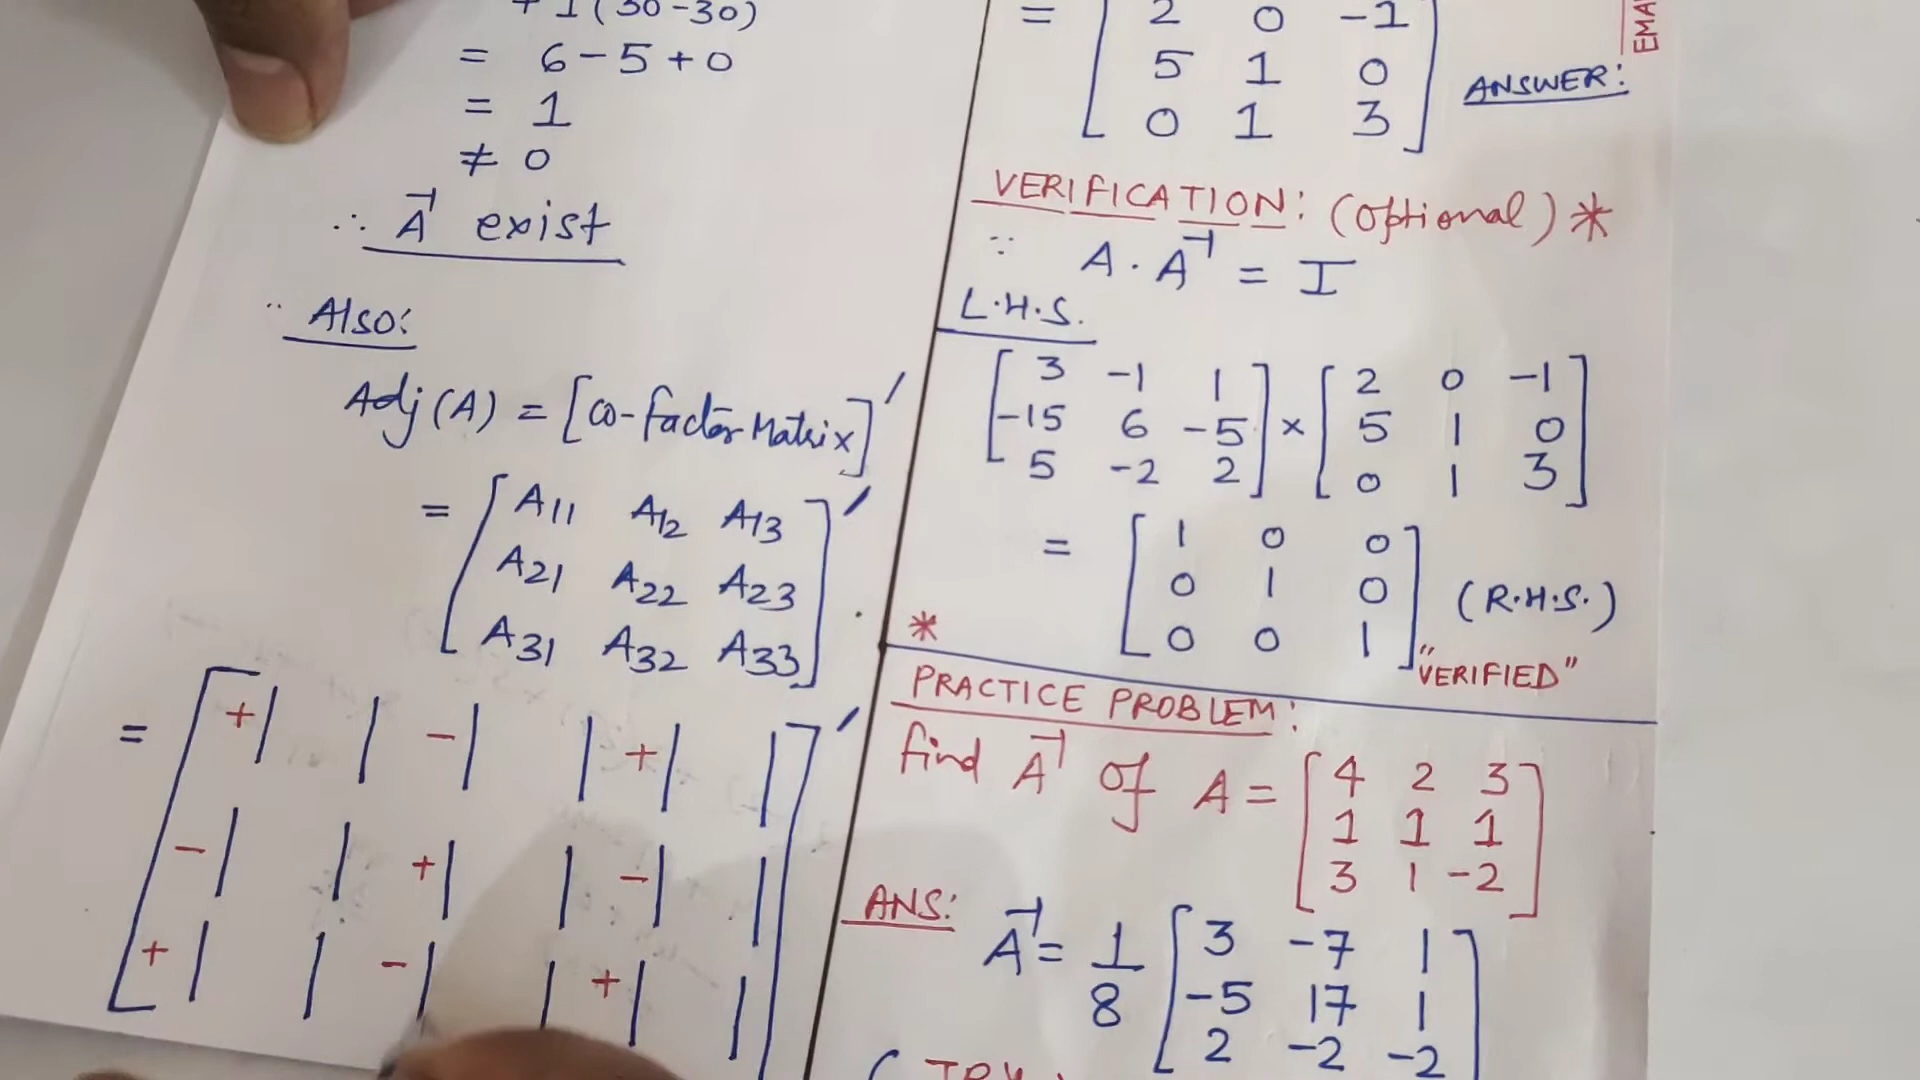 + 1(30-30)
= 6-5+0
= 1
≠ 0
∴ A⁻¹ exist
Also:
Adj(A) = [Co-factor Matrix]′
= [A11 A12 A13
A21 A22 A23
A31 A32 A33]′
= [+| | -| | +| |
-| | +| | -| |
+| | -| | +| |]′
= [2 0 -1
5 1 0
0 1 3] ANSWER:
EMA
VERIFICATION: (Optional) *
∵ A . A⁻¹ = I
L.H.S.
[3 -1 1
-15 6 -5
5 -2 2] × [2 0 -1
5 1 0
0 1 3]
= [1 0 0
0 1 0
0 0 1] (R.H.S.)
"VERIFIED"
*
PRACTICE PROBLEM:
find A⁻¹ of A = [4 2 3
1 1 1
3 1 -2]
ANS: A⁻¹ = 1/8 [3 -7 1
-5 17 1
2 -2 -2]